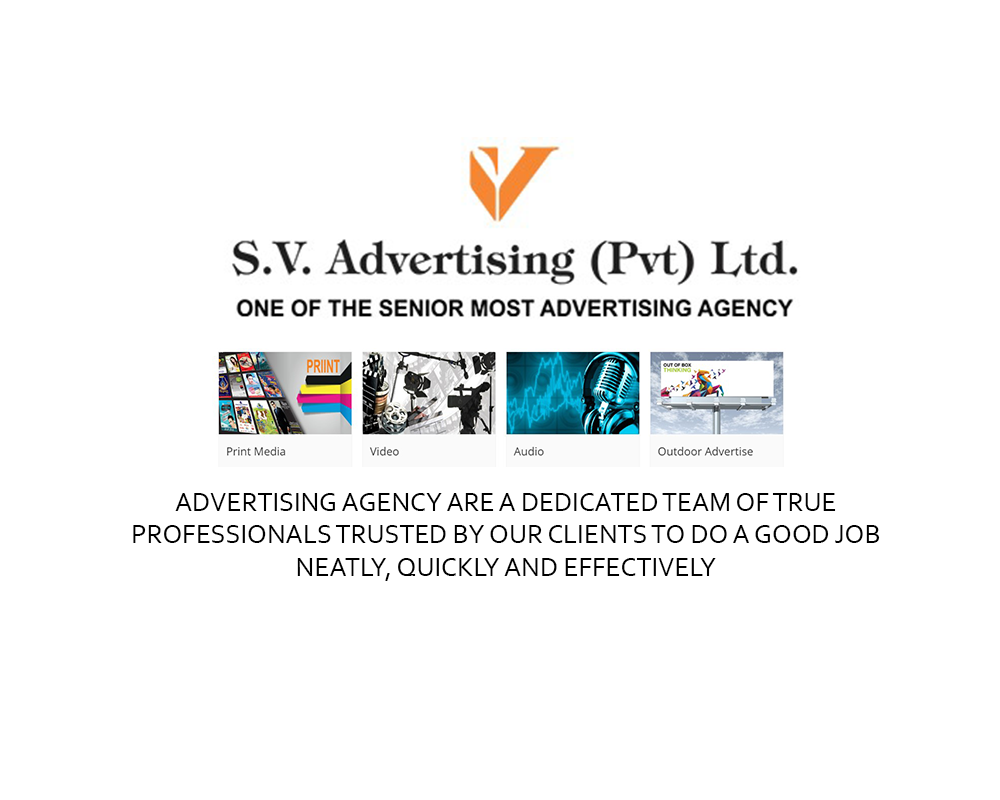 S.V. Advertising (Pvt) Ltd.
ONE OF THE SENIOR MOST ADVERTISING AGENCY
PRIINT
OUT OF BOX
THINKING
Print Media
Video
Audio
Outdoor Advertise
ADVERTISING AGENCY ARE A DEDICATED TEAM OF TRUE
PROFESSIONALS TRUSTED BY OUR CLIENTS TO DO A GOOD JOB
NEATLY, QUICKLY AND EFFECTIVELY